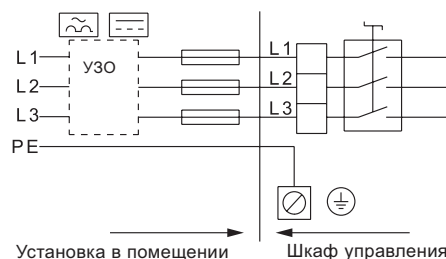 L1
L2
L3
PE
УЗО
L1
L2
L3
Установка в помещении
Шкаф управления